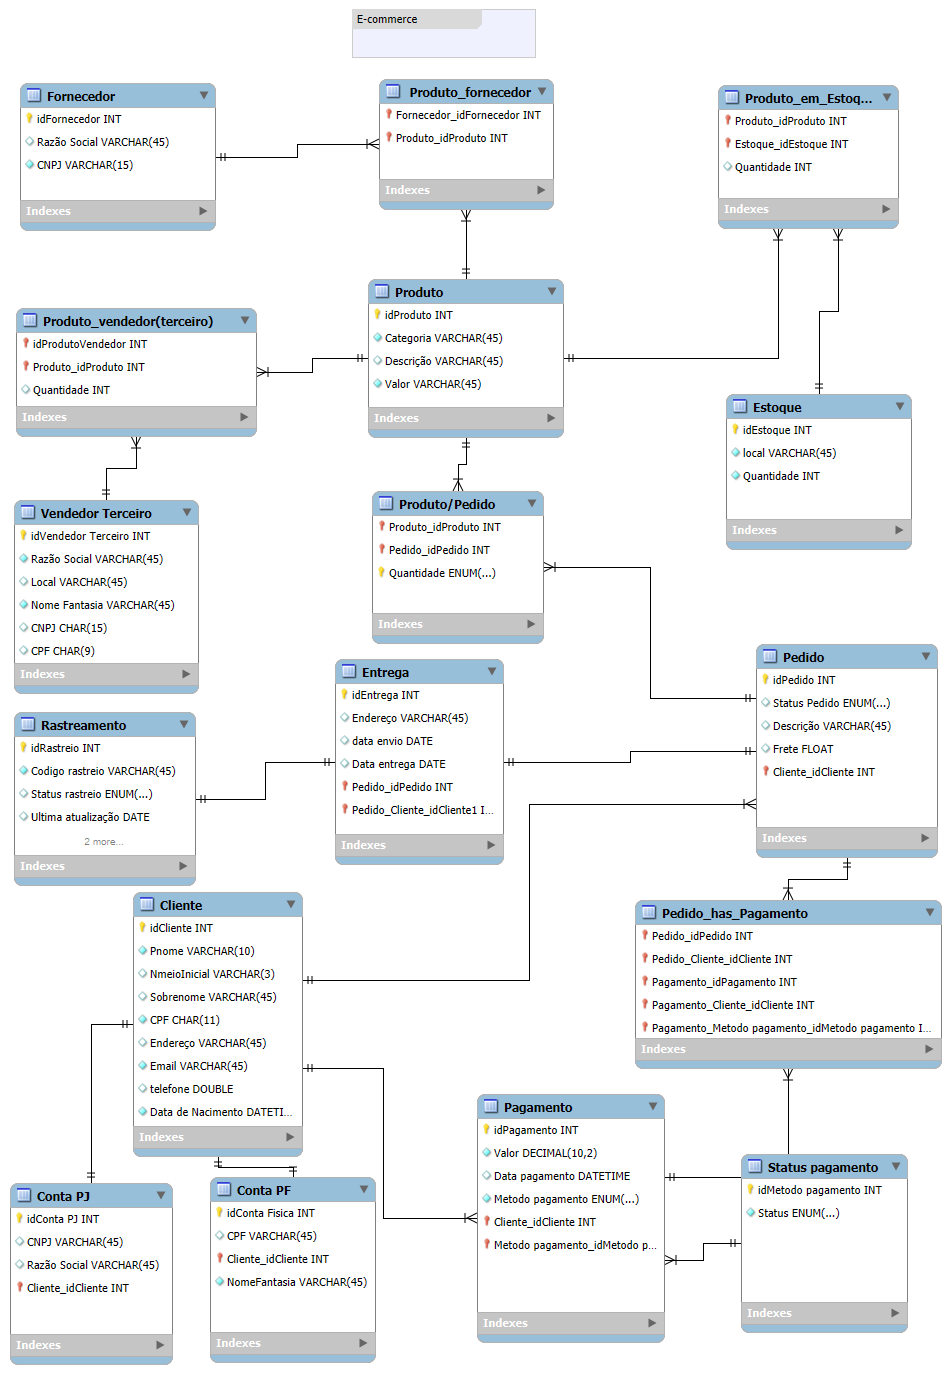 E-commerce
Fornecedor
idFornecedor INT
Razão Social VARCHAR(45)
CNPJ VARCHAR(15)
Indexes
Produto_fornecedor
Fornecedor_idFornecedor INT
Produto_idProduto INT
Indexes
Produto_em_Estoq...
Produto_idProduto INT
Estoque_idEstoque INT
Quantidade INT
Indexes
Produto_vendedor(terceiro)
idProdutoVendedor INT
Produto_idProduto INT
Quantidade INT
Indexes
Produto
idProduto INT
Categoria VARCHAR(45)
Descrição VARCHAR(45)
Valor VARCHAR(45)
Indexes
Estoque
idEstoque INT
local VARCHAR(45)
Quantidade INT
Indexes
Vendedor Terceiro
idVendedor Terceiro INT
Razão Social VARCHAR(45)
Local VARCHAR(45)
Nome Fantasia VARCHAR(45)
CNPJ CHAR(15)
CPF CHAR(9)
Indexes
Produto/Pedido
Produto_idProduto INT
Pedido_idPedido INT
Quantidade ENUM(...)
Indexes
Pedido
idPedido INT
Status Pedido ENUM(...)
Descrição VARCHAR(45)
Frete FLOAT
Cliente_idCliente INT
Indexes
Entrega
idEntrega INT
Endereço VARCHAR(45)
data envio DATE
Data entrega DATE
Pedido_idPedido INT
Pedido_Cliente_idCliente1 I...
Indexes
Rastreamento
idRastreio INT
Codigo rastreio VARCHAR(45)
Status rastreio ENUM(...)
Ultima atualização DATE
2 more...
Indexes
Cliente
idCliente INT
Pnome VARCHAR(10)
NmeioInicial VARCHAR(3)
Sobrenome VARCHAR(45)
CPF CHAR(11)
Endereço VARCHAR(45)
Email VARCHAR(45)
telefone DOUBLE
Data de Nacimento DATETI...
Indexes
Pedido_has_Pagamento
Pedido_idPedido INT
Pedido_Cliente_idCliente INT
Pagamento_idPagamento INT
Pagamento_Cliente_idCliente INT
Pagamento_Metodo pagamento_idMetodo pagamento I...
Indexes
Pagamento
idPagamento INT
Valor DECIMAL(10,2)
Data pagamento DATETIME
Metodo pagamento ENUM(...)
Cliente_idCliente INT
Metodo pagamento_idMetodo p...
Indexes
Status pagamento
idMetodo pagamento INT
Status ENUM(...)
Indexes
Conta PJ
idConta PJ INT
CNPJ VARCHAR(45)
Razão Social VARCHAR(45)
Cliente_idCliente INT
Indexes
Conta PF
idConta Fisica INT
CPF VARCHAR(45)
Cliente_idCliente INT
NomeFantasia VARCHAR(45)
Indexes